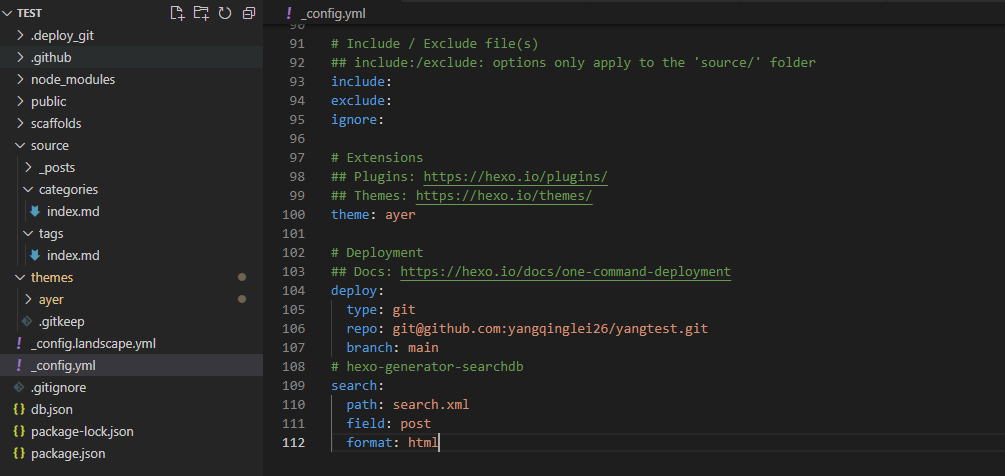 TEST
.deploy_git
.github
node_modules
public
scaffolds
source
_posts
categories
index.md
tags
index.md
themes
ayer
.gitkeep
_config.landscape.yml
_config.yml
.gitignore
db.json
package-lock.json
package.json
_config.yml
90
91 # Include / Exclude file(s)
92 ## include:/exclude: options only apply to the 'source/' folder
93 include:
94 exclude:
95 ignore:
96
97 # Extensions
98 ## Plugins: https://hexo.io/plugins/
99 ## Themes: https://hexo.io/themes/
100 theme: ayer
101
102 # Deployment
103 ## Docs: https://hexo.io/docs/one-command-deployment
104 deploy:
105 type: git
106 repo: git@github.com:yangqinglei26/yangtest.git
107 branch: main
108 # hexo-generator-searchdb
109 search:
110 path: search.xml
111 field: post
112 format: html